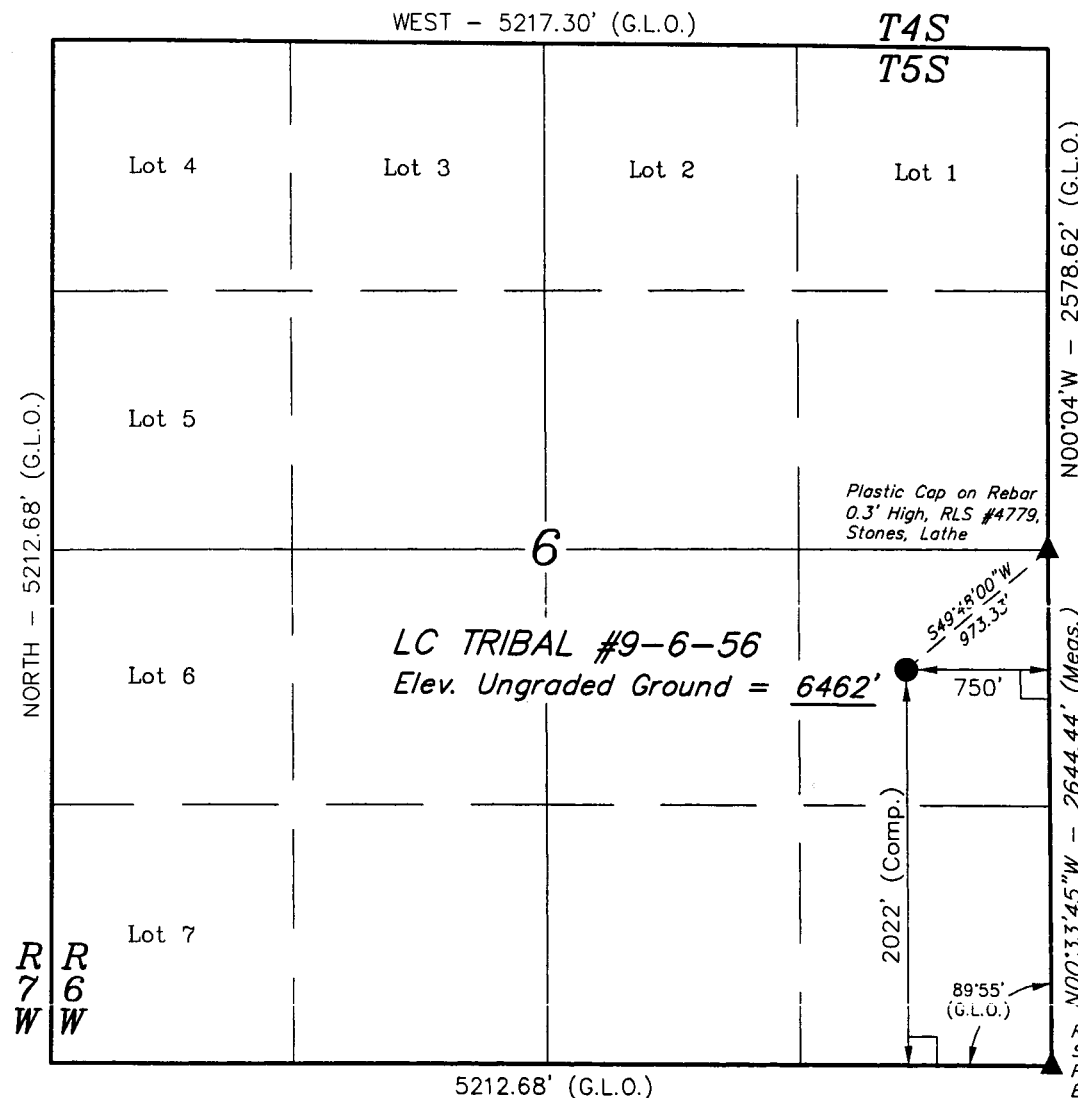 WEST - 5217.30' (G.L.O.)
T4S
T5S
Lot 4
Lot 3
Lot 2
Lot 1
N00°04'W - 2578.62' (G.L.O.)
Lot 5
NORTH - 5212.68' (G.L.O.)
Plastic Cap on Rebar
0.3' High, RLS #4779,
Stones, Lathe
6
S49°48'00"W
973.33'
LC TRIBAL #9-6-56
Elev. Ungraded Ground = 6462'
750'
Lot 6
2022' (Comp.)
N00°33'45"W - 2644.44' (Meas.)
Lot 7
R R
7 6
W W
89°55'
(G.L.O.)
5212.68' (G.L.O.)